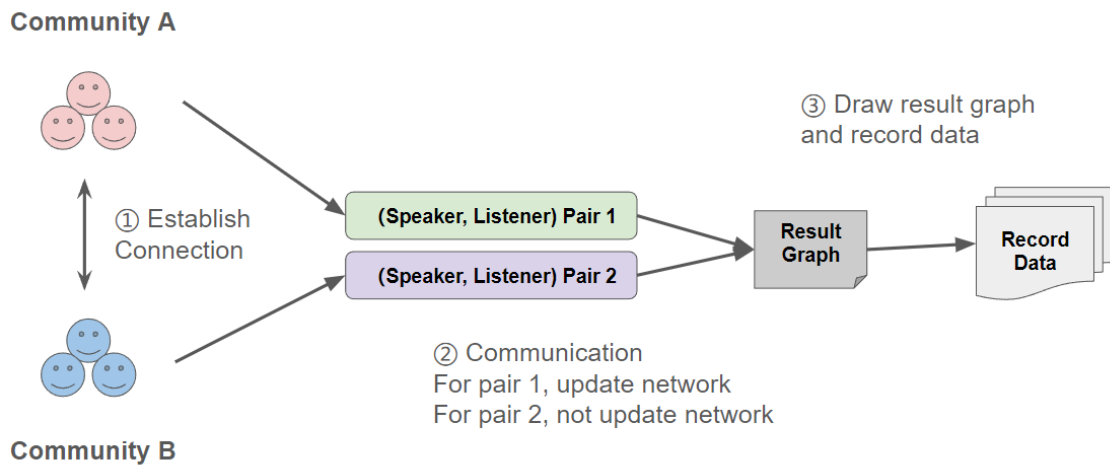 Community A
③ Draw result graph
and record data
① Establish
Connection
(Speaker, Listener) Pair 1
(Speaker, Listener) Pair 2
Result
Graph
Record
Data
② Communication
For pair 1, update network
For pair 2, not update network
Community B